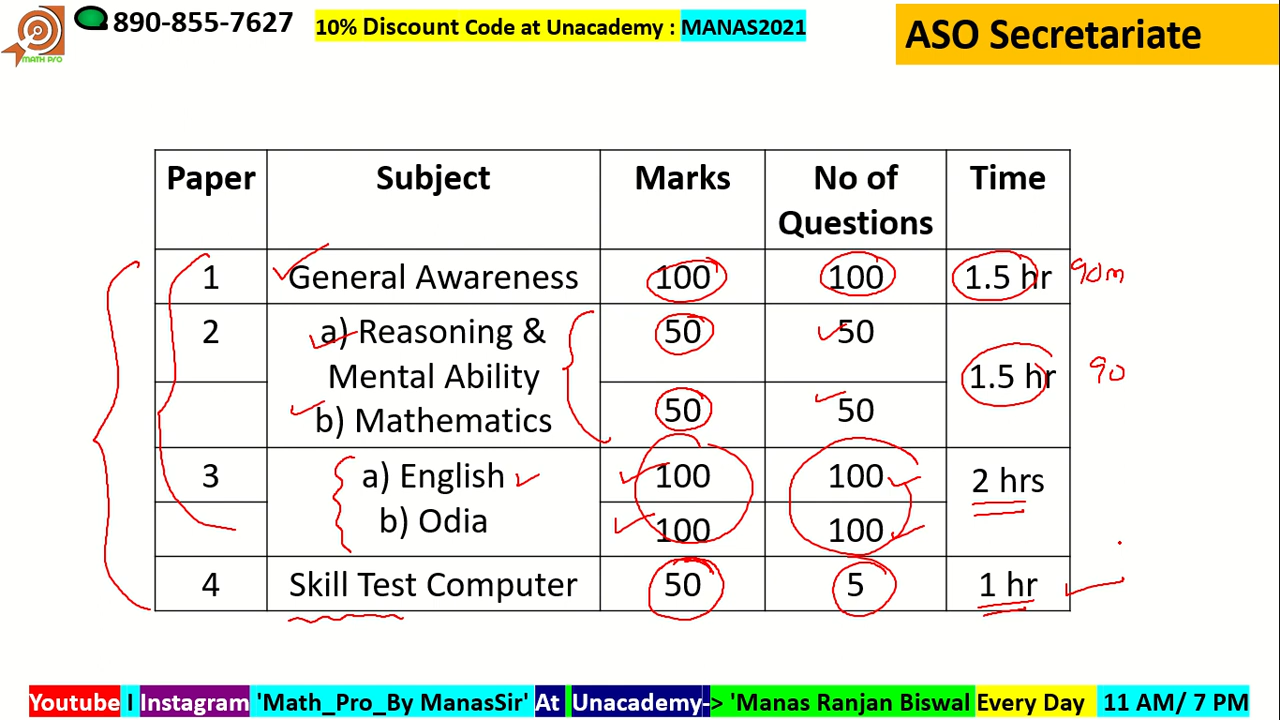 MATH PRO
890-855-7627
10% Discount Code at Unacademy : MANAS2021
ASO Secretariate
Paper Subject Marks No of Questions Time
1 General Awareness 100 100 1.5 hr 90m
2 a) Reasoning & Mental Ability 50 50 1.5 hr 90
b) Mathematics 50 50
3 a) English 100 100 2 hrs
b) Odia 100 100
4 Skill Test Computer 50 5 1 hr
Youtube I Instagram 'Math_Pro_By ManasSir' At Unacademy-> 'Manas Ranjan Biswal Every Day 11 AM/ 7 PM